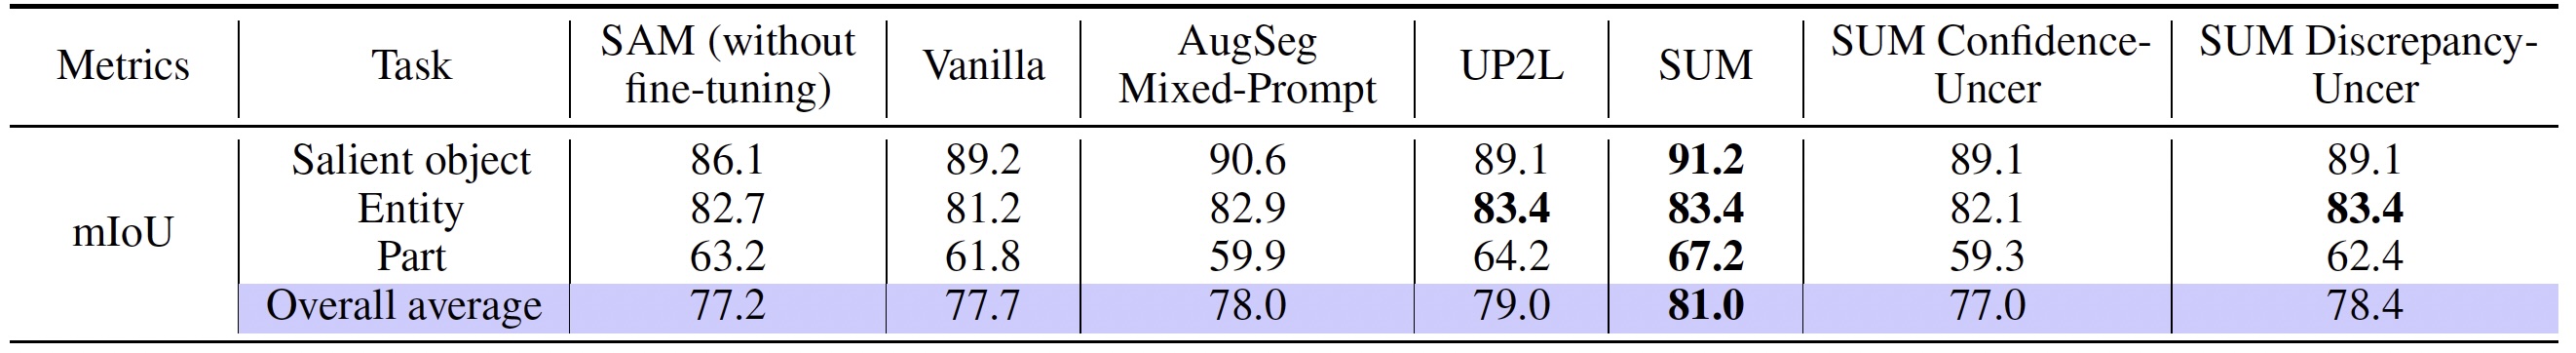 Metrics Task SAM (without fine-tuning) Vanilla AugSeg Mixed-Prompt UP2L SUM SUM Confidence-Uncer SUM Discrepancy-Uncer
mIoU Salient object 86.1 89.2 90.6 89.1 91.2 89.1 89.1
Entity 82.7 81.2 82.9 83.4 83.4 82.1 83.4
Part 63.2 61.8 59.9 64.2 67.2 59.3 62.4
Overall average 77.2 77.7 78.0 79.0 81.0 77.0 78.4